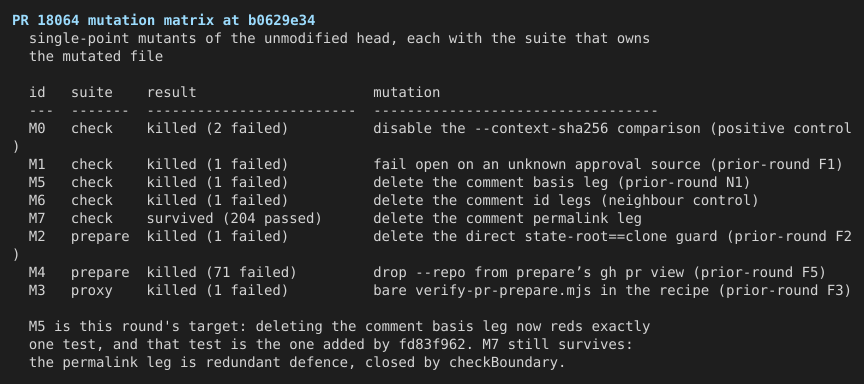 PR 18064 mutation matrix at b0629e34
single-point mutants of the unmodified head, each with the suite that owns
the mutated file
id suite result mutation
--- ------- ------------------------- ----------------------------------
M0 check killed (2 failed) disable the --context-sha256 comparison (positive control
)
M1 check killed (1 failed) fail open on an unknown approval source (prior-round F1)
M5 check killed (1 failed) delete the comment basis leg (prior-round N1)
M6 check killed (1 failed) delete the comment id legs (neighbour control)
M7 check survived (204 passed) delete the comment permalink leg
M2 prepare killed (1 failed) delete the direct state-root==clone guard (prior-round F2
)
M4 prepare killed (71 failed) drop --repo from prepare’s gh pr view (prior-round F5)
M3 proxy killed (1 failed) bare verify-pr-prepare.mjs in the recipe (prior-round F3)
M5 is this round's target: deleting the comment basis leg now reds exactly
one test, and that test is the one added by fd83f962. M7 still survives:
the permalink leg is redundant defence, closed by checkBoundary.